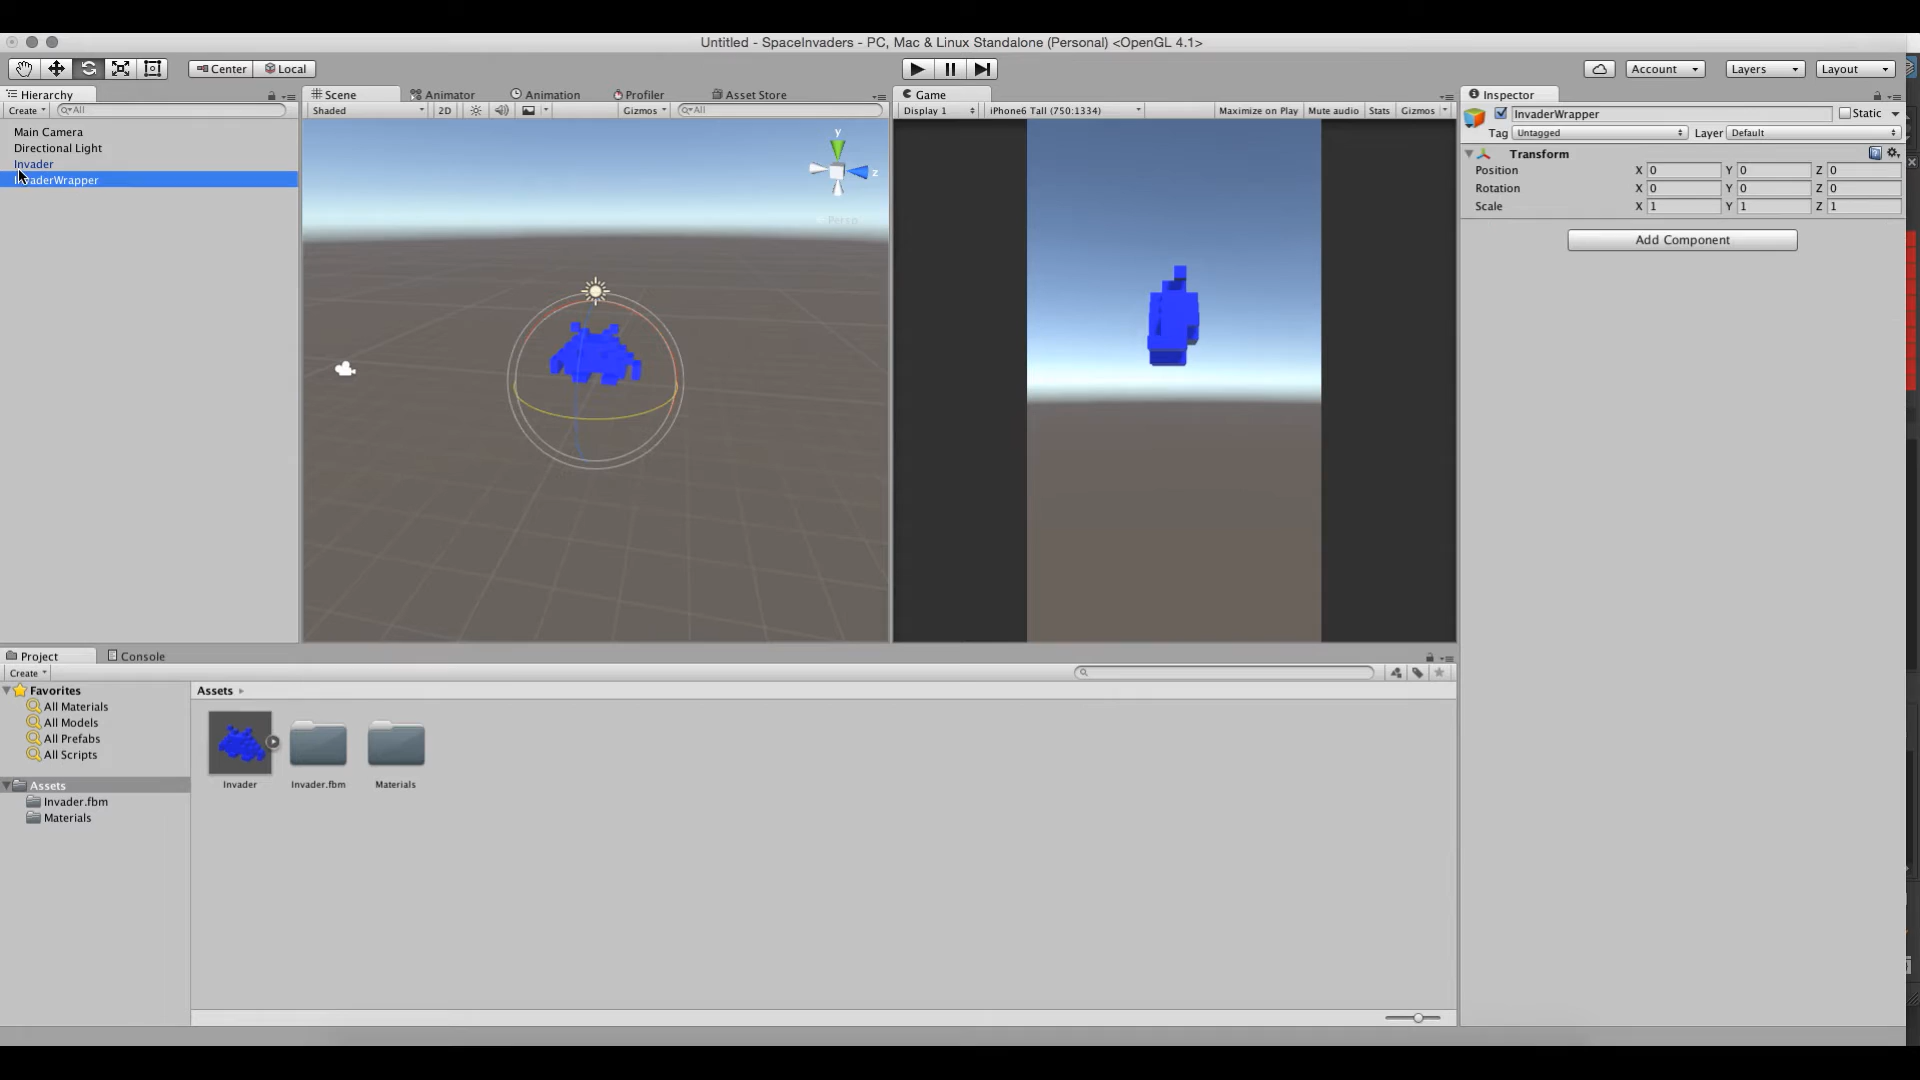 Untitled - SpaceInvaders - PC, Mac & Linux Standalone (Personal) <OpenGL 4.1>
Center Local Account Layers Layout
Hierarchy
Create All
Main Camera
Directional Light
Invader
InvaderWrapper
Scene Animator Animation Profiler Asset Store
Shaded 2D Gizmos All
y
z
Persp
Game
Display 1 iPhone6 Tall (750:1334) Maximize on Play Mute audio Stats Gizmos
Inspector
InvaderWrapper Static
Tag Untagged Layer Default
Transform
Position X 0 Y 0 Z 0
Rotation X 0 Y 0 Z 0
Scale X 1 Y 1 Z 1
Add Component
Project Console
Create
Favorites
All Materials
All Models
All Prefabs
All Scripts
Assets
Invader.fbm
Materials
Assets
Invader Invader.fbm Materials